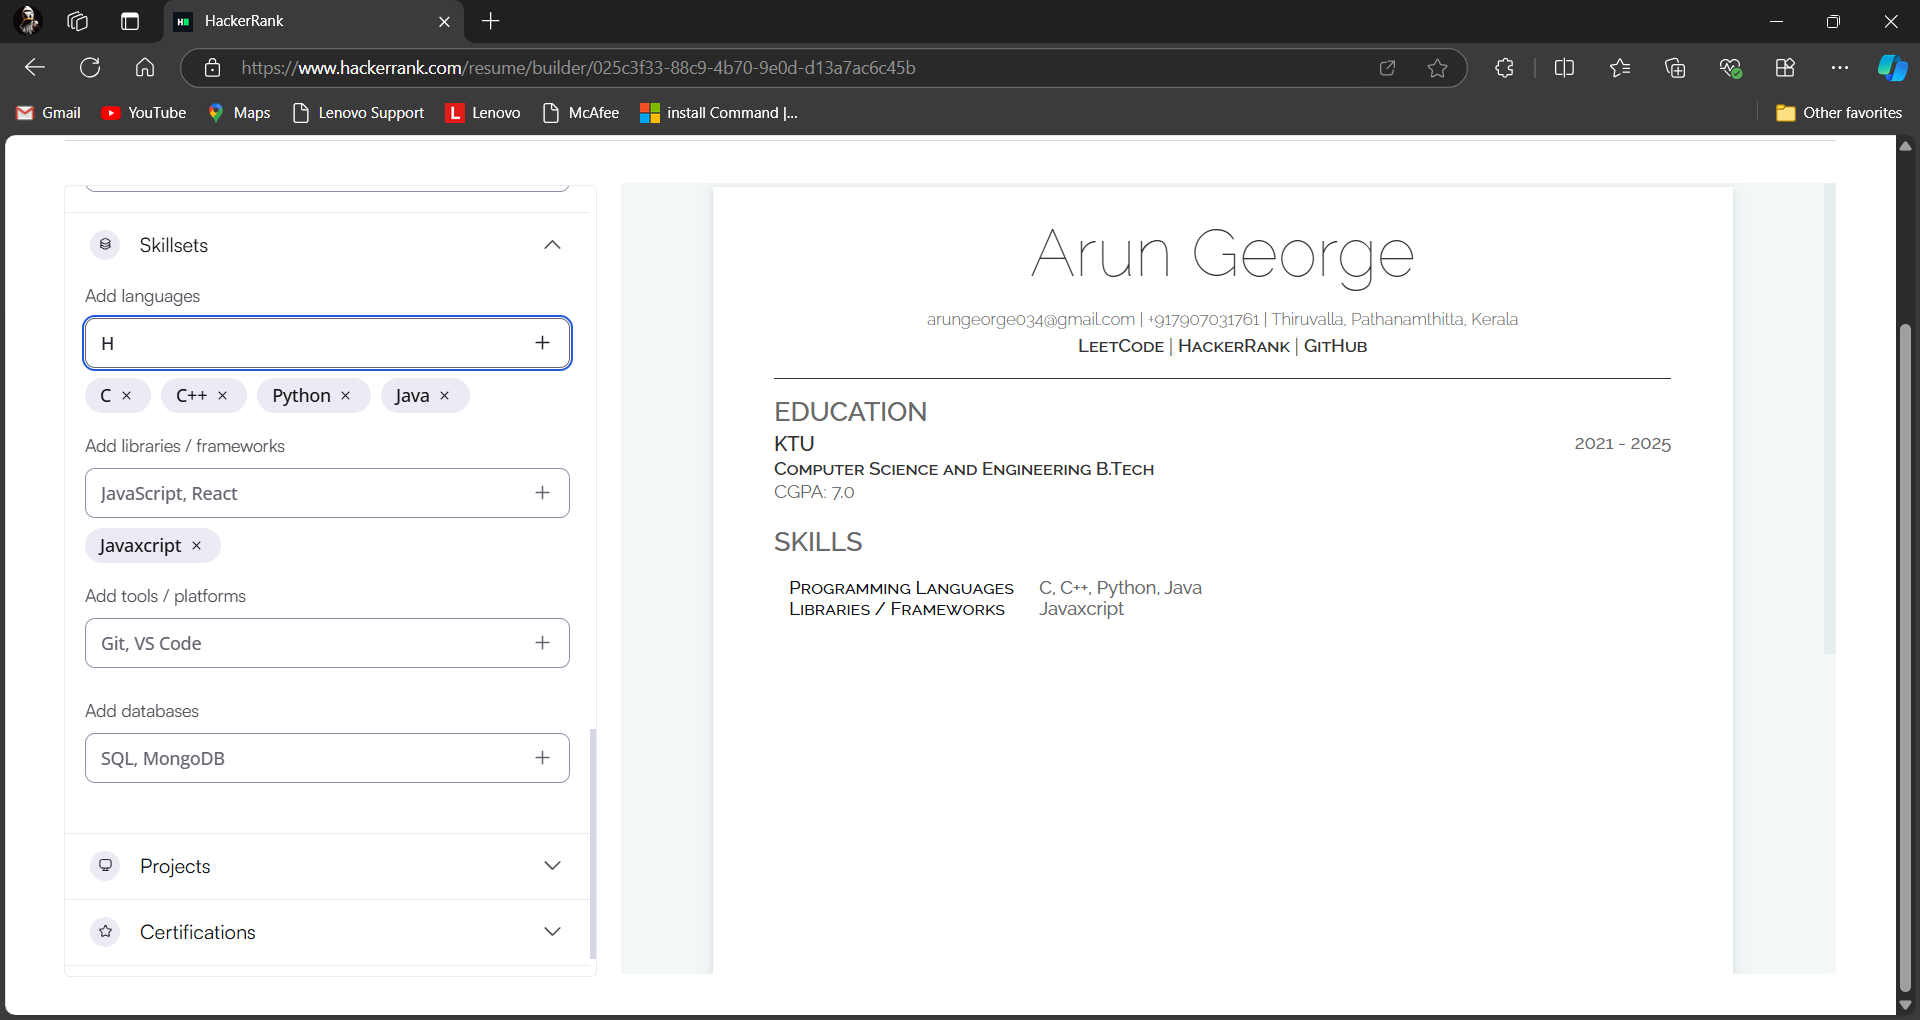 HackerRank
https://www.hackerrank.com/resume/builder/025c3f33-88c9-4b70-9e0d-d13a7ac6c45b
Gmail
YouTube
Maps
Lenovo Support
L
Lenovo
McAfee
install Command |...
Other favorites
Skillsets
Add languages
H
C
C++
Python
Java
Add libraries / frameworks
JavaScript, React
Javaxcript
Add tools / platforms
Git, VS Code
Add databases
SQL, MongoDB
Projects
Certifications
Arun George
arungeorge034@gmail.com | +917907031761 | Thiruvalla, Pathanamthitta, Kerala
LEETCODE | HACKERRANK | GITHUB
EDUCATION
KTU 2021 - 2025
COMPUTER SCIENCE AND ENGINEERING B.TECH
CGPA: 7.0
SKILLS
PROGRAMMING LANGUAGES C, C++, Python, Java
LIBRARIES / FRAMEWORKS Javaxcript